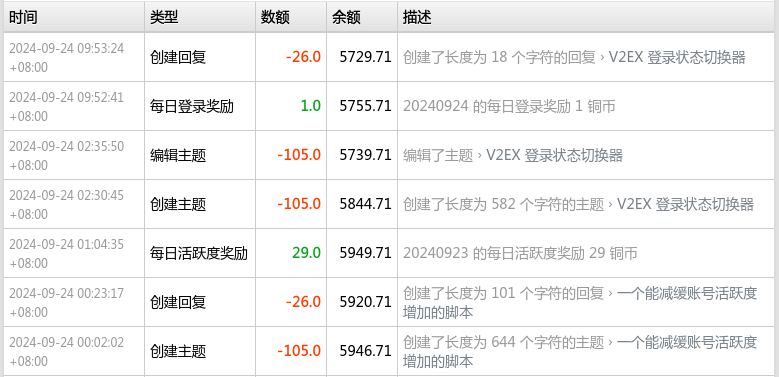 时间 类型 数额 余额 描述
2024-09-24 09:53:24 +08:00 创建回复 -26.0 5729.71 创建了长度为 18 个字符的回复 › V2EX 登录状态切换器
2024-09-24 09:52:41 +08:00 每日登录奖励 1.0 5755.71 20240924 的每日登录奖励 1 铜币
2024-09-24 02:35:50 +08:00 编辑主题 -105.0 5739.71 编辑了主题 › V2EX 登录状态切换器
2024-09-24 02:30:45 +08:00 创建主题 -105.0 5844.71 创建了长度为 582 个字符的主题 › V2EX 登录状态切换器
2024-09-24 01:04:35 +08:00 每日活跃度奖励 29.0 5949.71 20240923 的每日活跃度奖励 29 铜币
2024-09-24 00:23:17 +08:00 创建回复 -26.0 5920.71 创建了长度为 101 个字符的回复 › 一个能减缓账号活跃度
增加的脚本
2024-09-24 00:02:02 +08:00 创建主题 -105.0 5946.71 创建了长度为 644 个字符的主题 › 一个能减缓账号活跃度
增加的脚本